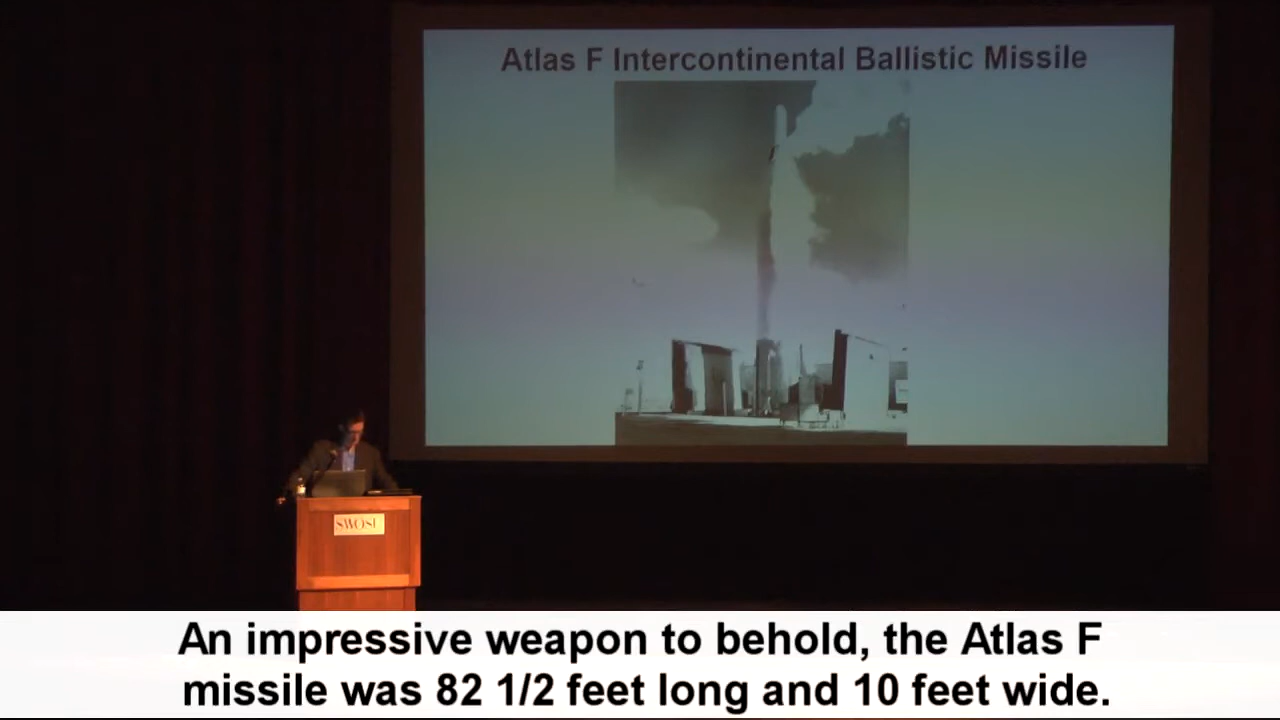 Atlas F Intercontinental Ballistic Missile
SWOSU
An impressive weapon to behold, the Atlas F
missile was 82 1/2 feet long and 10 feet wide.